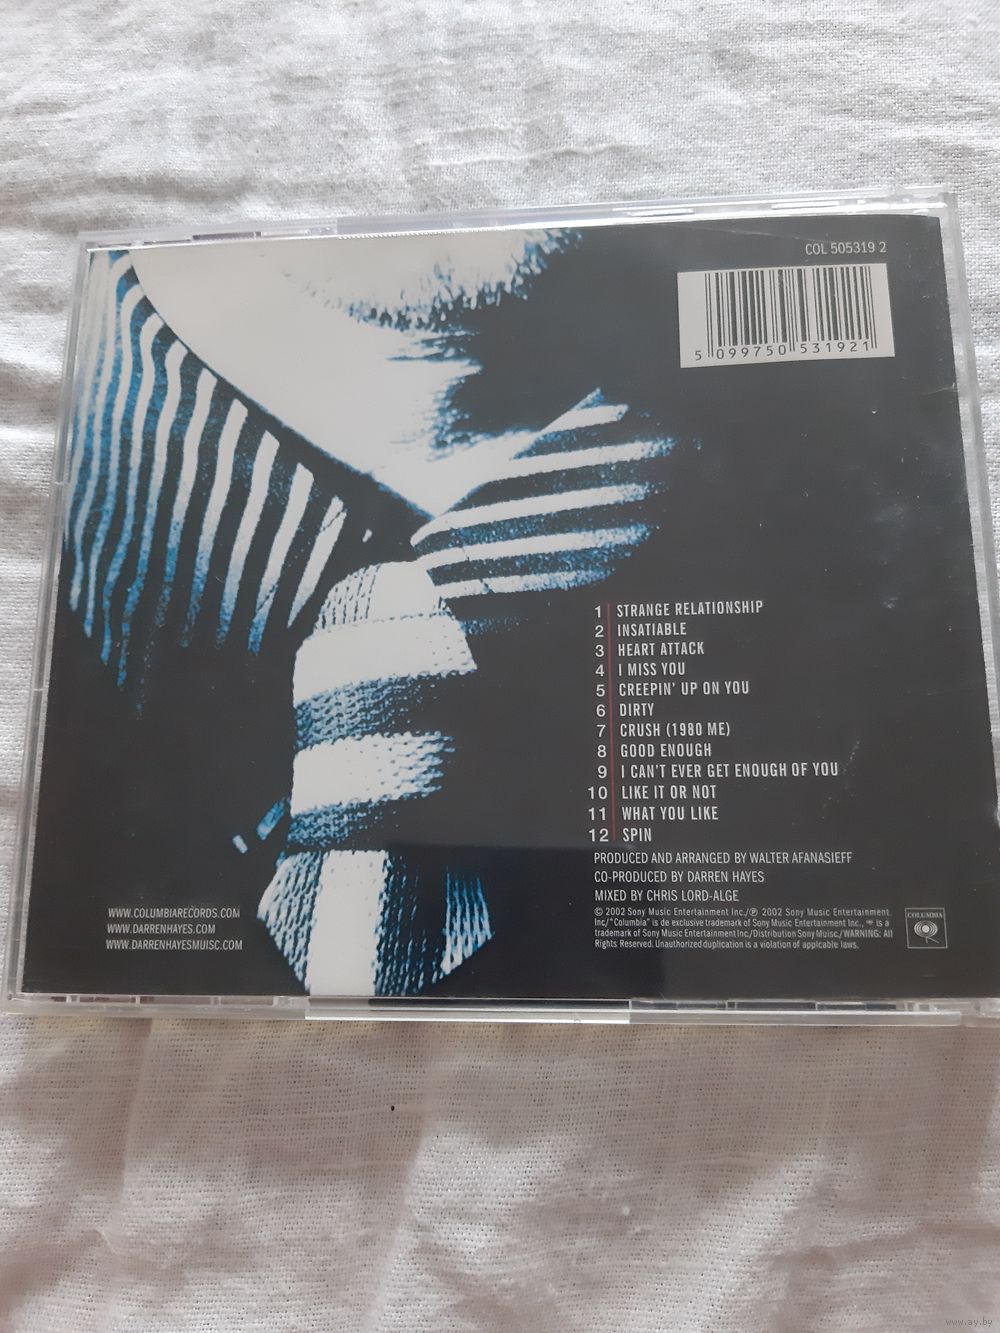 COL 505319 2
5 099750 531921
1 STRANGE RELATIONSHIP
2 INSATIABLE
3 HEART ATTACK
4 I MISS YOU
5 CREEPIN' UP ON YOU
6 DIRTY
7 CRUSH (1980 ME)
8 GOOD ENOUGH
9 I CAN'T EVER GET ENOUGH OF YOU
10 LIKE IT OR NOT
11 WHAT YOU LIKE
12 SPIN
PRODUCED AND ARRANGED BY WALTER AFANASIEFF
CO-PRODUCED BY DARREN HAYES
MIXED BY CHRIS LORD-ALGE
© 2002 Sony Music Entertainment Inc./℗ 2002 Sony Music Entertainment.
Inc/"Columbia" is de exclusive trademark of Sony Music Entertainment Inc., is a
trademark of Sony Music Entertainment Inc/Distribution Sony Muisc./WARNING: All
Rights Reserved. Unauthorized duplication is a violation of applcable laws.
COLUMBIA
WWW.COLUMBIARECORDS.COM
WWW.DARRENHAYES.COM
WWW.DARRENHAYESMUISC.COM
www.ay.by